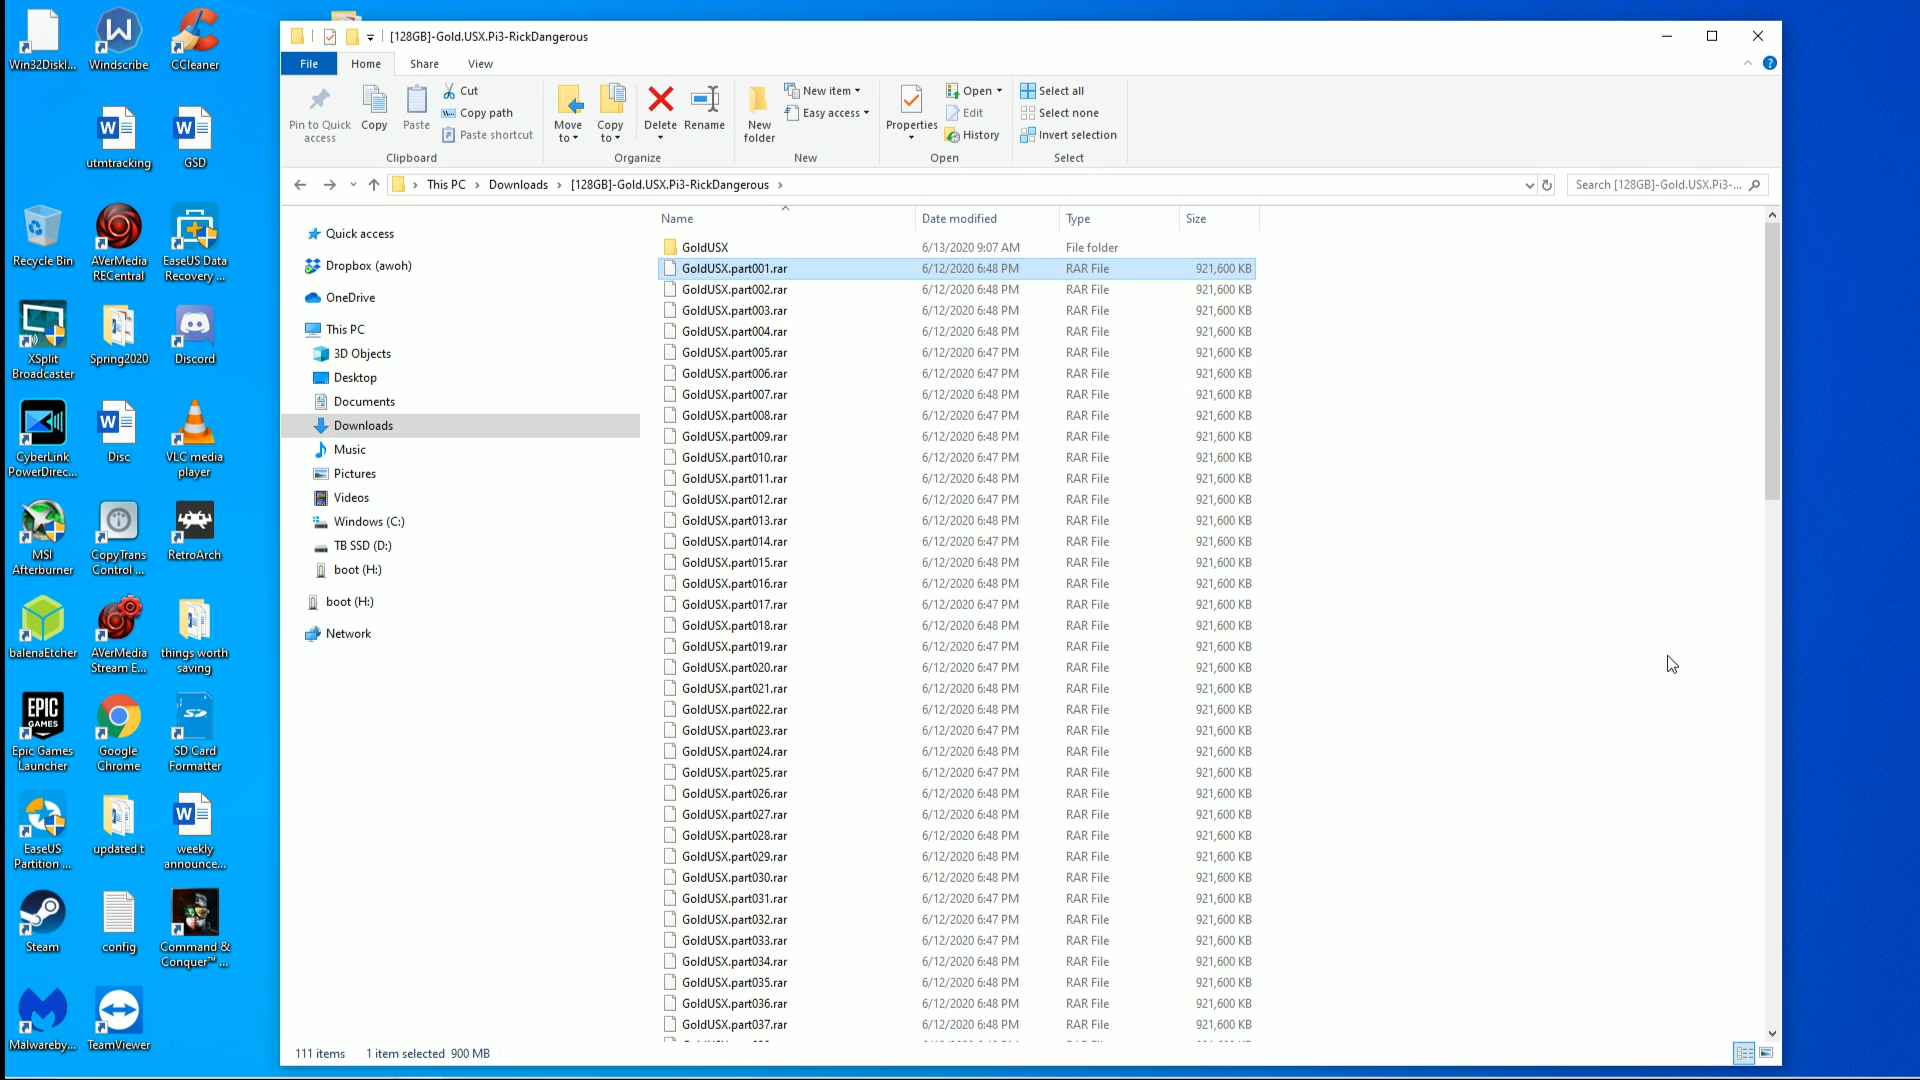 Win32Diskl...
Windscribe
CCleaner
utmtracking
GSD
Recycle Bin
AVerMedia
RECentral
EaseUS Data
Recovery ...
XSplit
Broadcaster
Spring2020
Discord
CyberLink
PowerDirec...
Disc
VLC media
player
MSI
Afterburner
CopyTrans
Control ...
RetroArch
balenaEtcher
AVerMedia
Stream E...
things worth
saving
EPIC
GAMES
Epic Games
Launcher
Google
Chrome
SD Card
Formatter
EaseUS
Partition ...
updated t
weekly
announce...
Steam
config
Command &
Conquer™ ...
Malwareby...
TeamViewer
[128GB]-Gold.USX.Pi3-RickDangerous
File Home Share View
Pin to Quick
access
Copy
Paste
Cut
Copy path
Paste shortcut
Clipboard
Move
to
Copy
to
Delete
Rename
Organize
New
folder
New item
Easy access
New
Properties
Open
Edit
History
Open
Select all
Select none
Invert selection
Select
This PC > Downloads > [128GB]-Gold.USX.Pi3-RickDangerous >
Search [128GB]-Gold.USX.Pi3-...
Quick access
Dropbox (awoh)
OneDrive
This PC
3D Objects
Desktop
Documents
Downloads
Music
Pictures
Videos
Windows (C:)
TB SSD (D:)
boot (H:)
boot (H:)
Network
Name Date modified Type Size
GoldUSX 6/13/2020 9:07 AM File folder
GoldUSX.part001.rar 6/12/2020 6:48 PM RAR File 921,600 KB
GoldUSX.part002.rar 6/12/2020 6:48 PM RAR File 921,600 KB
GoldUSX.part003.rar 6/12/2020 6:48 PM RAR File 921,600 KB
GoldUSX.part004.rar 6/12/2020 6:48 PM RAR File 921,600 KB
GoldUSX.part005.rar 6/12/2020 6:47 PM RAR File 921,600 KB
GoldUSX.part006.rar 6/12/2020 6:47 PM RAR File 921,600 KB
GoldUSX.part007.rar 6/12/2020 6:48 PM RAR File 921,600 KB
GoldUSX.part008.rar 6/12/2020 6:47 PM RAR File 921,600 KB
GoldUSX.part009.rar 6/12/2020 6:48 PM RAR File 921,600 KB
GoldUSX.part010.rar 6/12/2020 6:47 PM RAR File 921,600 KB
GoldUSX.part011.rar 6/12/2020 6:48 PM RAR File 921,600 KB
GoldUSX.part012.rar 6/12/2020 6:47 PM RAR File 921,600 KB
GoldUSX.part013.rar 6/12/2020 6:48 PM RAR File 921,600 KB
GoldUSX.part014.rar 6/12/2020 6:47 PM RAR File 921,600 KB
GoldUSX.part015.rar 6/12/2020 6:48 PM RAR File 921,600 KB
GoldUSX.part016.rar 6/12/2020 6:48 PM RAR File 921,600 KB
GoldUSX.part017.rar 6/12/2020 6:47 PM RAR File 921,600 KB
GoldUSX.part018.rar 6/12/2020 6:48 PM RAR File 921,600 KB
GoldUSX.part019.rar 6/12/2020 6:47 PM RAR File 921,600 KB
GoldUSX.part020.rar 6/12/2020 6:47 PM RAR File 921,600 KB
GoldUSX.part021.rar 6/12/2020 6:48 PM RAR File 921,600 KB
GoldUSX.part022.rar 6/12/2020 6:48 PM RAR File 921,600 KB
GoldUSX.part023.rar 6/12/2020 6:47 PM RAR File 921,600 KB
GoldUSX.part024.rar 6/12/2020 6:48 PM RAR File 921,600 KB
GoldUSX.part025.rar 6/12/2020 6:47 PM RAR File 921,600 KB
GoldUSX.part026.rar 6/12/2020 6:48 PM RAR File 921,600 KB
GoldUSX.part027.rar 6/12/2020 6:48 PM RAR File 921,600 KB
GoldUSX.part028.rar 6/12/2020 6:48 PM RAR File 921,600 KB
GoldUSX.part029.rar 6/12/2020 6:48 PM RAR File 921,600 KB
GoldUSX.part030.rar 6/12/2020 6:48 PM RAR File 921,600 KB
GoldUSX.part031.rar 6/12/2020 6:47 PM RAR File 921,600 KB
GoldUSX.part032.rar 6/12/2020 6:48 PM RAR File 921,600 KB
GoldUSX.part033.rar 6/12/2020 6:47 PM RAR File 921,600 KB
GoldUSX.part034.rar 6/12/2020 6:48 PM RAR File 921,600 KB
GoldUSX.part035.rar 6/12/2020 6:48 PM RAR File 921,600 KB
GoldUSX.part036.rar 6/12/2020 6:48 PM RAR File 921,600 KB
GoldUSX.part037.rar 6/12/2020 6:48 PM RAR File 921,600 KB
111 items 1 item selected 900 MB